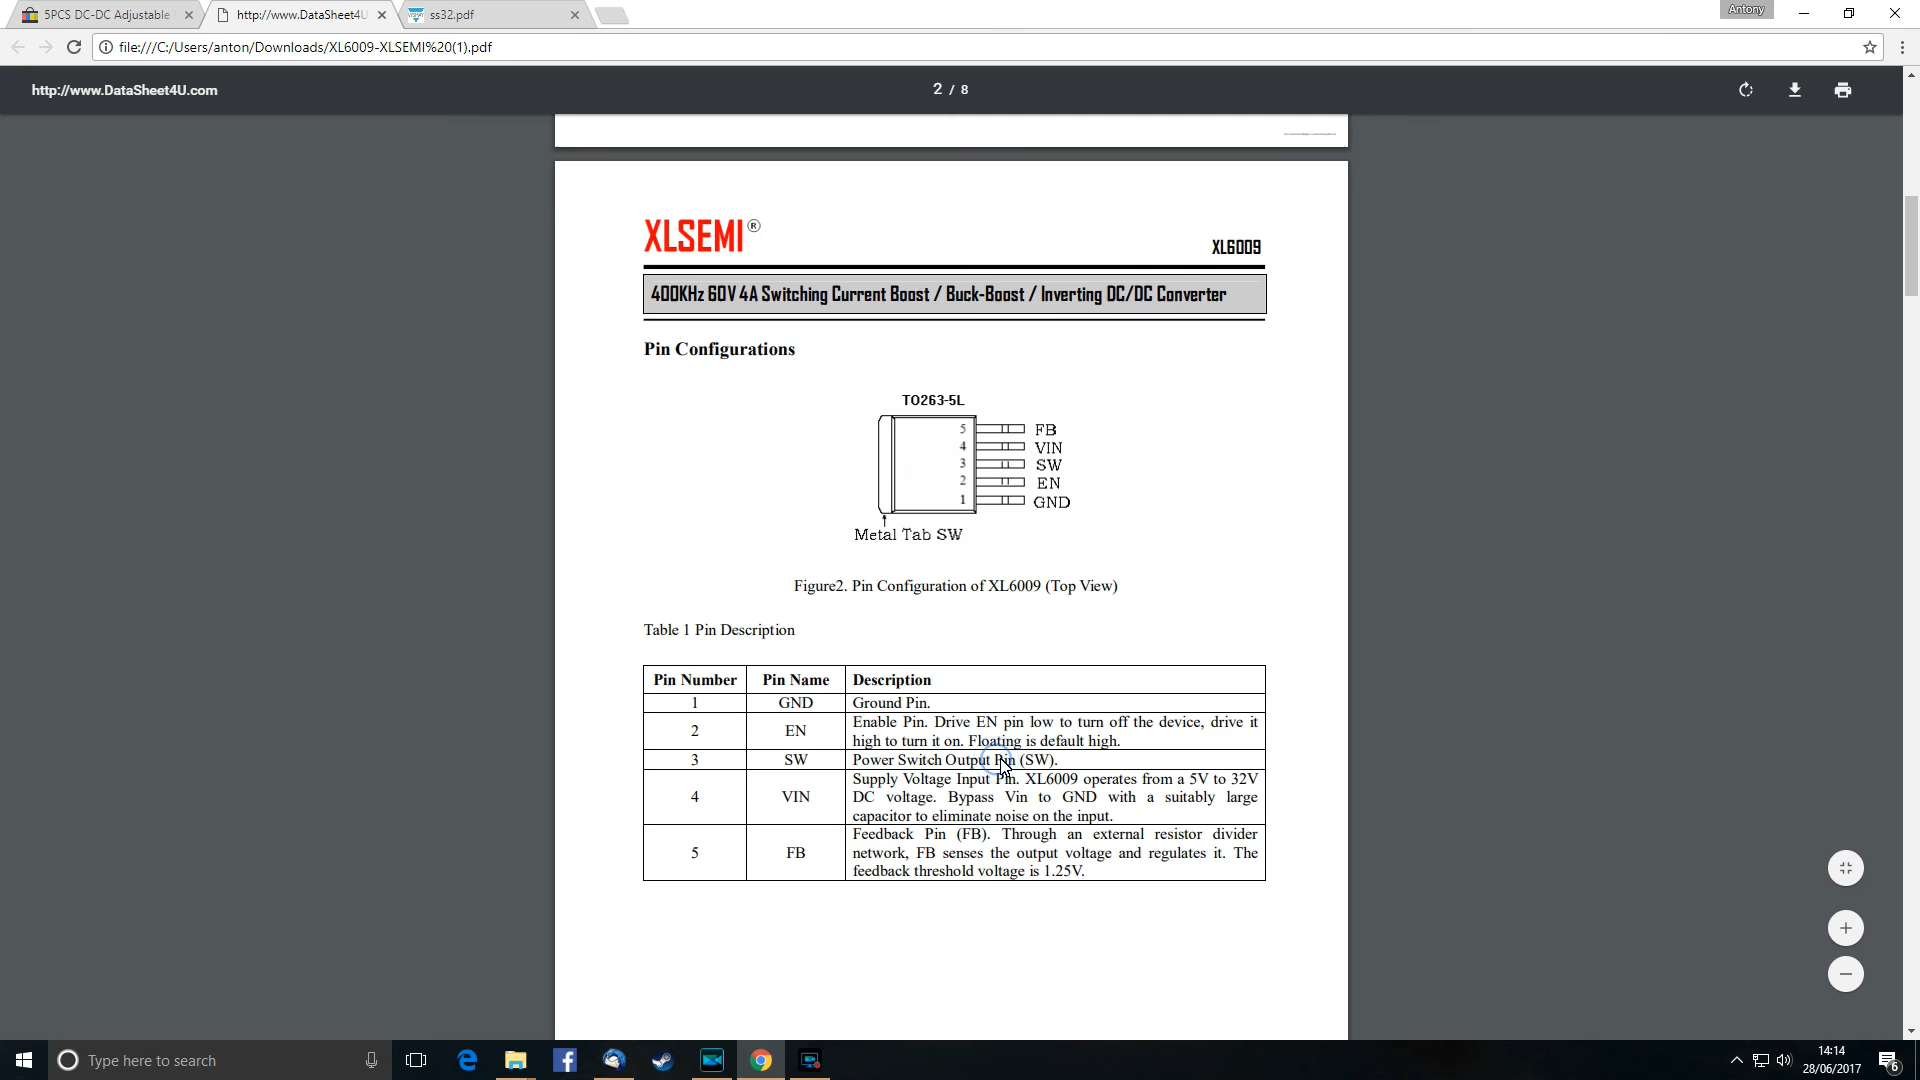 5PCS DC-DC Adjustable
http://www.DataSheet4U
ss32.pdf
Antony
file:///C:/Users/anton/Downloads/XL6009-XLSEMI%20(1).pdf
http://www.DataSheet4U.com
2 / 8
XLSEMI®
XL6009
400KHz 60V 4A Switching Current Boost / Buck-Boost / Inverting DC/DC Converter
Pin Configurations
TO263-5L
5 FB
4 VIN
3 SW
2 EN
1 GND
Metal Tab SW
Figure2. Pin Configuration of XL6009 (Top View)
Table 1 Pin Description
Pin Number Pin Name Description
1 GND Ground Pin.
2 EN Enable Pin. Drive EN pin low to turn off the device, drive it
high to turn it on. Floating is default high.
3 SW Power Switch Output Pin (SW).
4 VIN Supply Voltage Input Pin. XL6009 operates from a 5V to 32V
DC voltage. Bypass Vin to GND with a suitably large
capacitor to eliminate noise on the input.
5 FB Feedback Pin (FB). Through an external resistor divider
network, FB senses the output voltage and regulates it. The
feedback threshold voltage is 1.25V.
Type here to search
14:14
28/06/2017
6